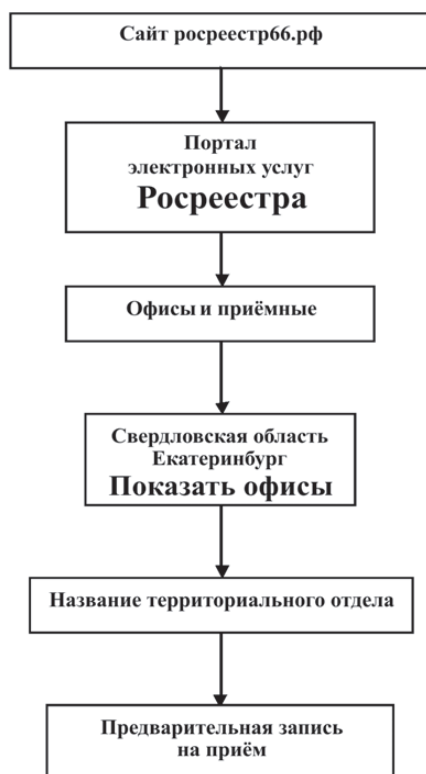 Сайт росреестр66.рф
Портал
электронных услуг
Росреестра
Офисы и приёмные
Свердловская область
Екатеринбург
Показать офисы
Название территориального отдела
Предварительная запись
на приём